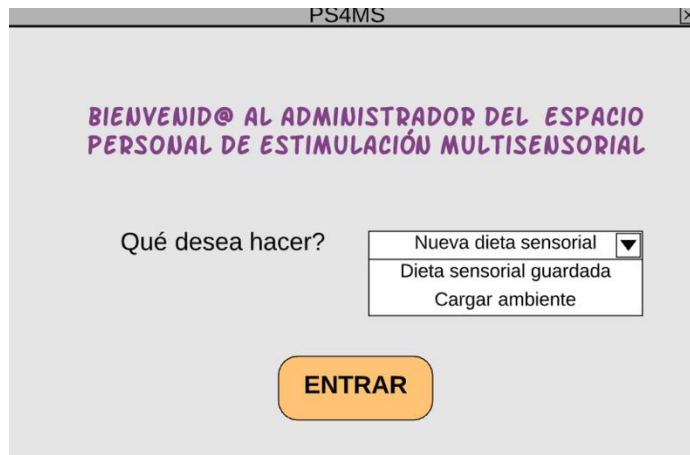 PS4MS
BIENVENID@ AL ADMINISTRADOR DEL ESPACIO
PERSONAL DE ESTIMULACIÓN MULTISENSORIAL
Qué desea hacer?
Nueva dieta sensorial
Dieta sensorial guardada
Cargar ambiente
ENTRAR